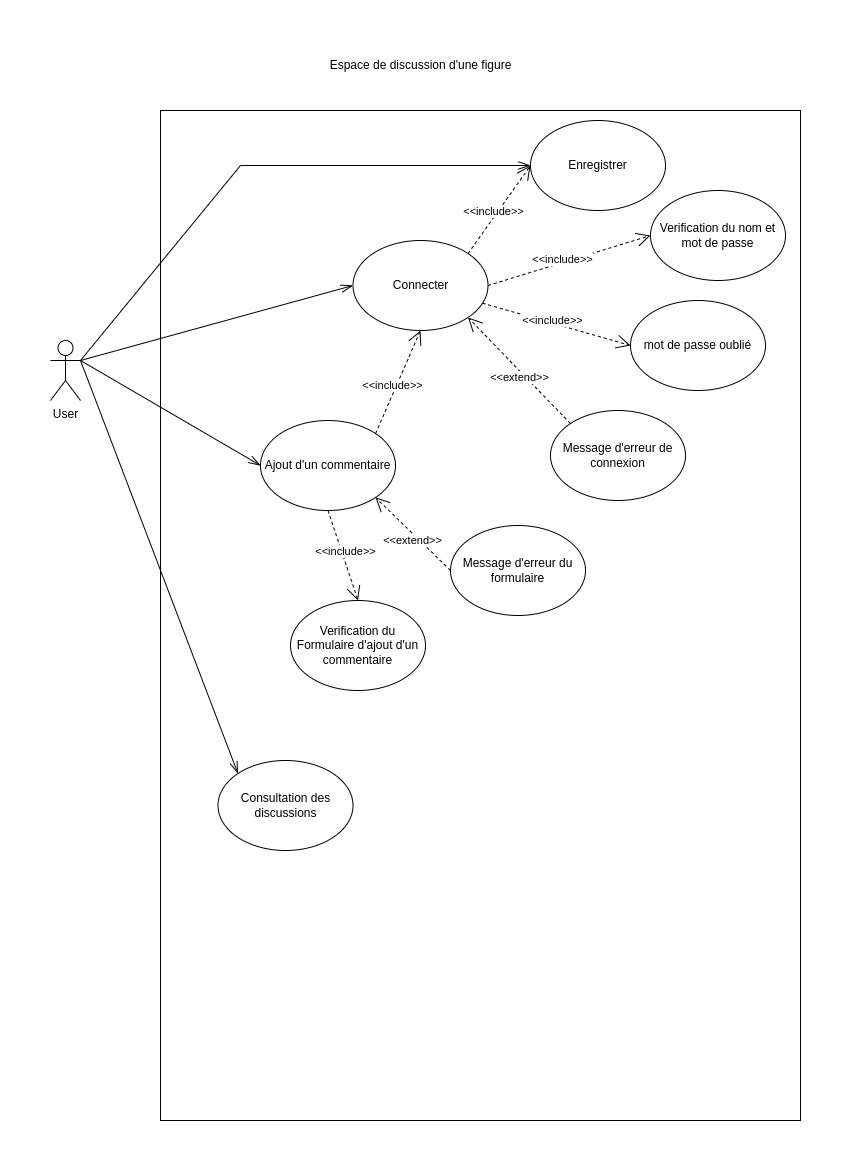 Espace de discussion d'une figure
Enregistrer
<<include>>
Verification du nom et
mot de passe
<<include>>
Connecter
<<include>>
mot de passe oublié
<<extend>>
<<include>>
User
Message d'erreur de
connexion
Ajout d'un commentaire
<<extend>>
<<include>>
Message d'erreur du
formulaire
Verification du
Formulaire d'ajout d'un
commentaire
Consultation des
discussions